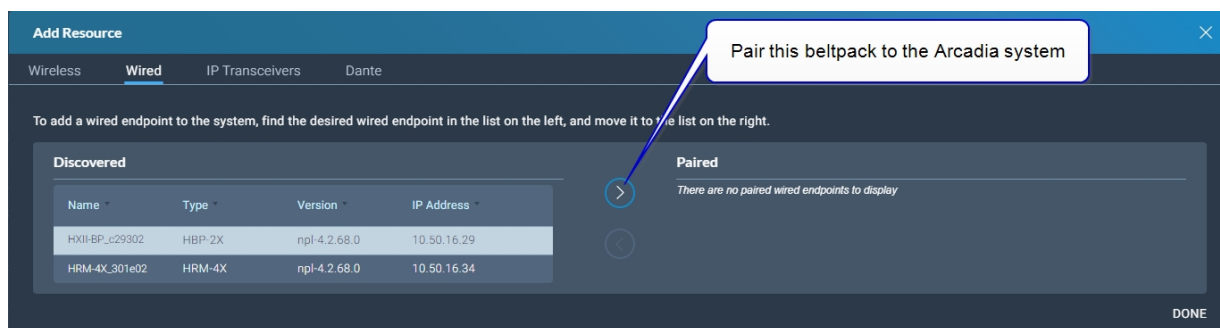 Add Resource
Pair this beltpack to the Arcadia system
Wireless Wired IP Transceivers Dante
To add a wired endpoint to the system, find the desired wired endpoint in the list on the left, and move it to the list on the right.
Discovered
Paired
There are no paired wired endpoints to display
Name Type Version IP Address
HXII-BP_c29302 HBP-2X npl-4.2.68.0 10.50.16.29
HRM-4X_301e02 HRM-4X npl-4.2.68.0 10.50.16.34
DONE